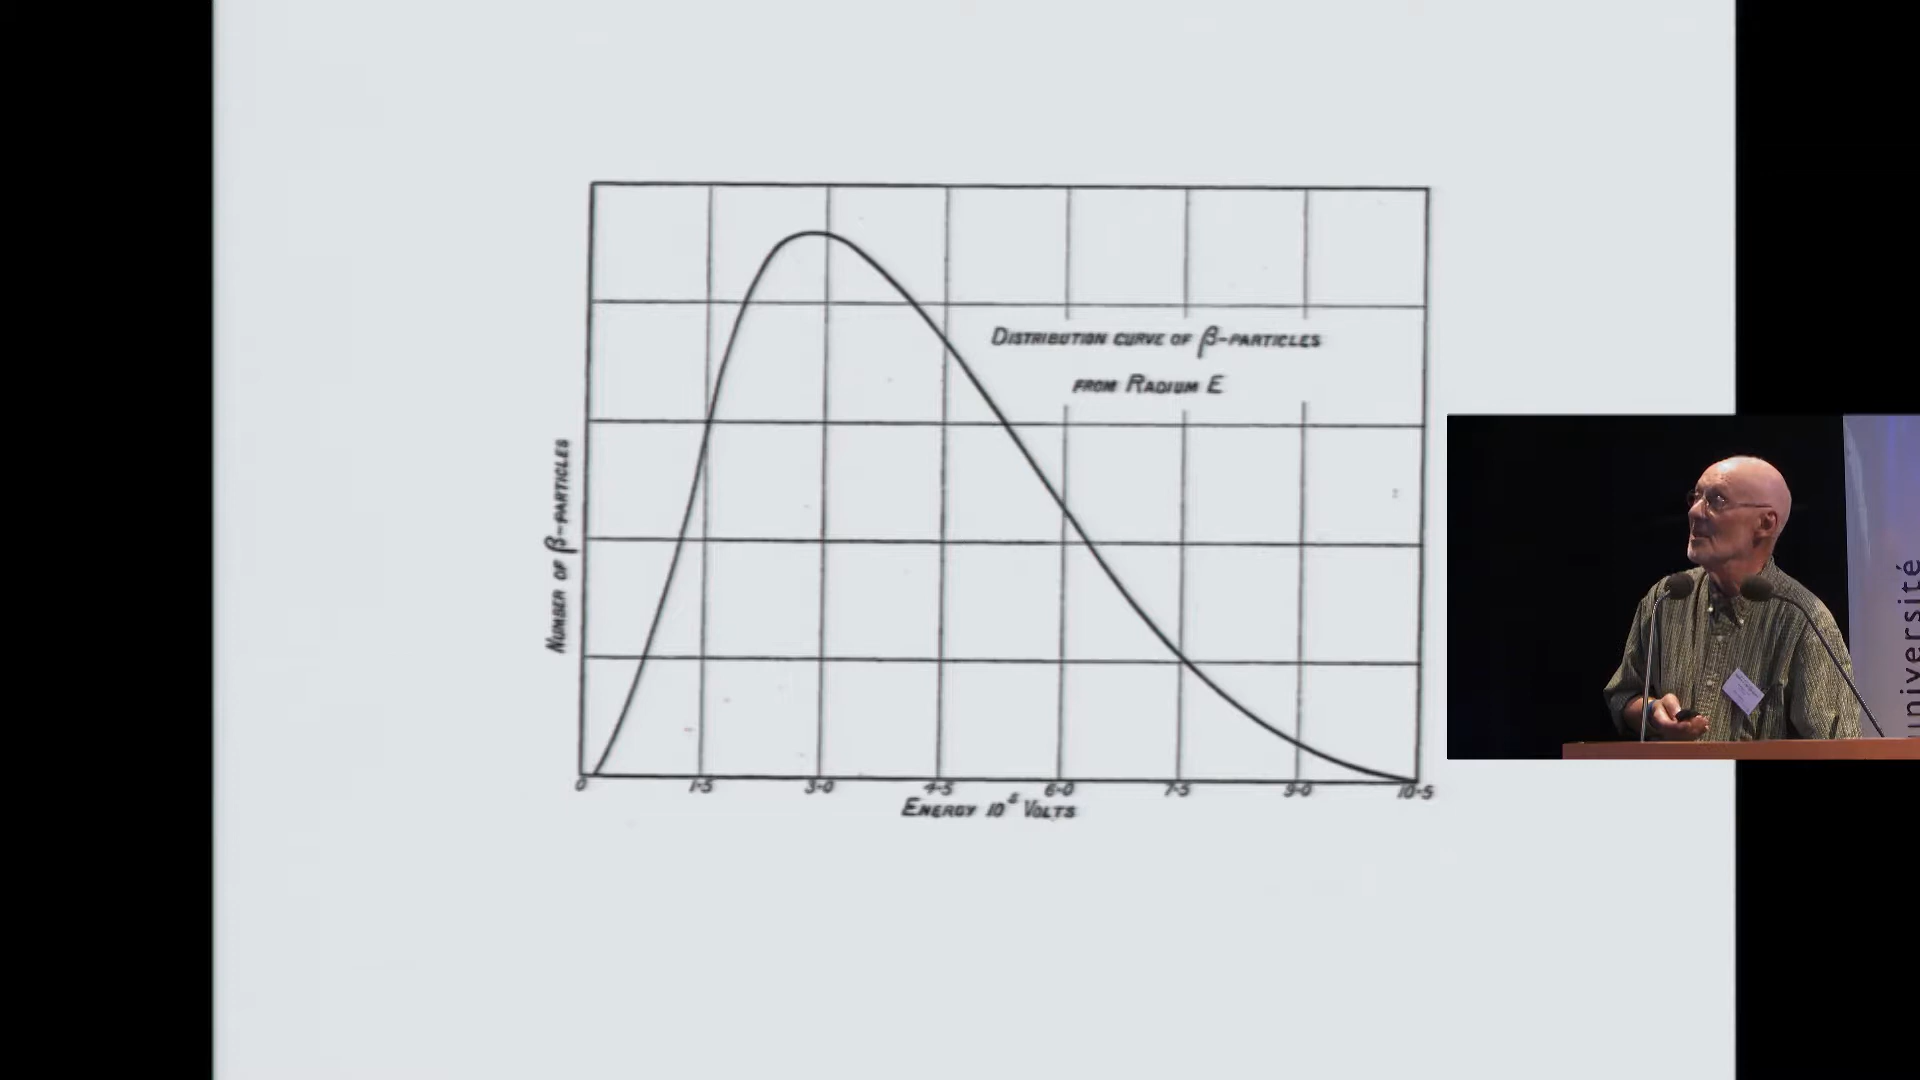 DISTRIBUTION CURVE OF β-PARTICLES
FROM RADIUM E
NUMBER OF β-PARTICLES
0 1·5 3·0 4·5 6·0 7·5 9·0 10·5
ENERGY 10⁵ VOLTS
université